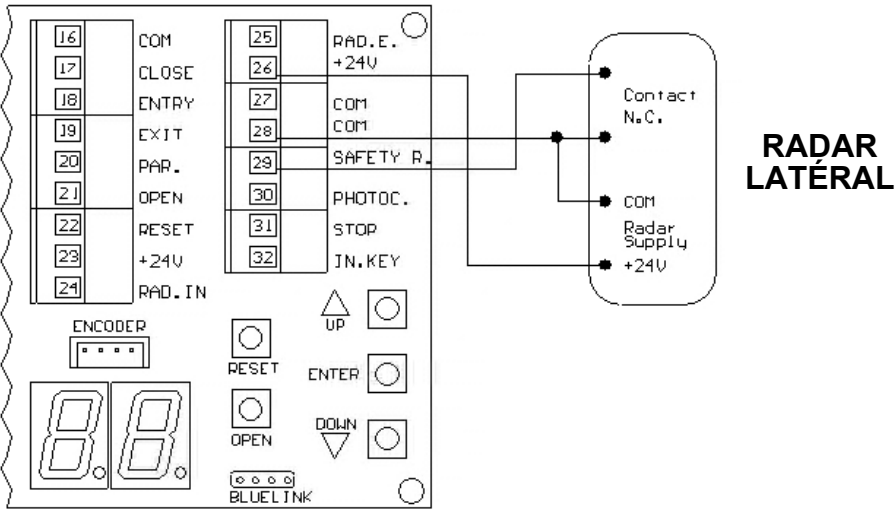 16 COM
17 CLOSE
18 ENTRY
19 EXIT
20 PAR.
21 OPEN
22 RESET
23 +24V
24 RAD.IN
25 RAD.E.
26 +24V
27 COM
28 COM
29 SAFETY R.
30 PHOTOC.
31 STOP
32 IN.KEY
ENCODER
RESET
OPEN
UP
ENTER
DOWN
BLUELINK
Contact
N.C.
COM
Radar
Supply
+24V
RADAR
LATÉRAL